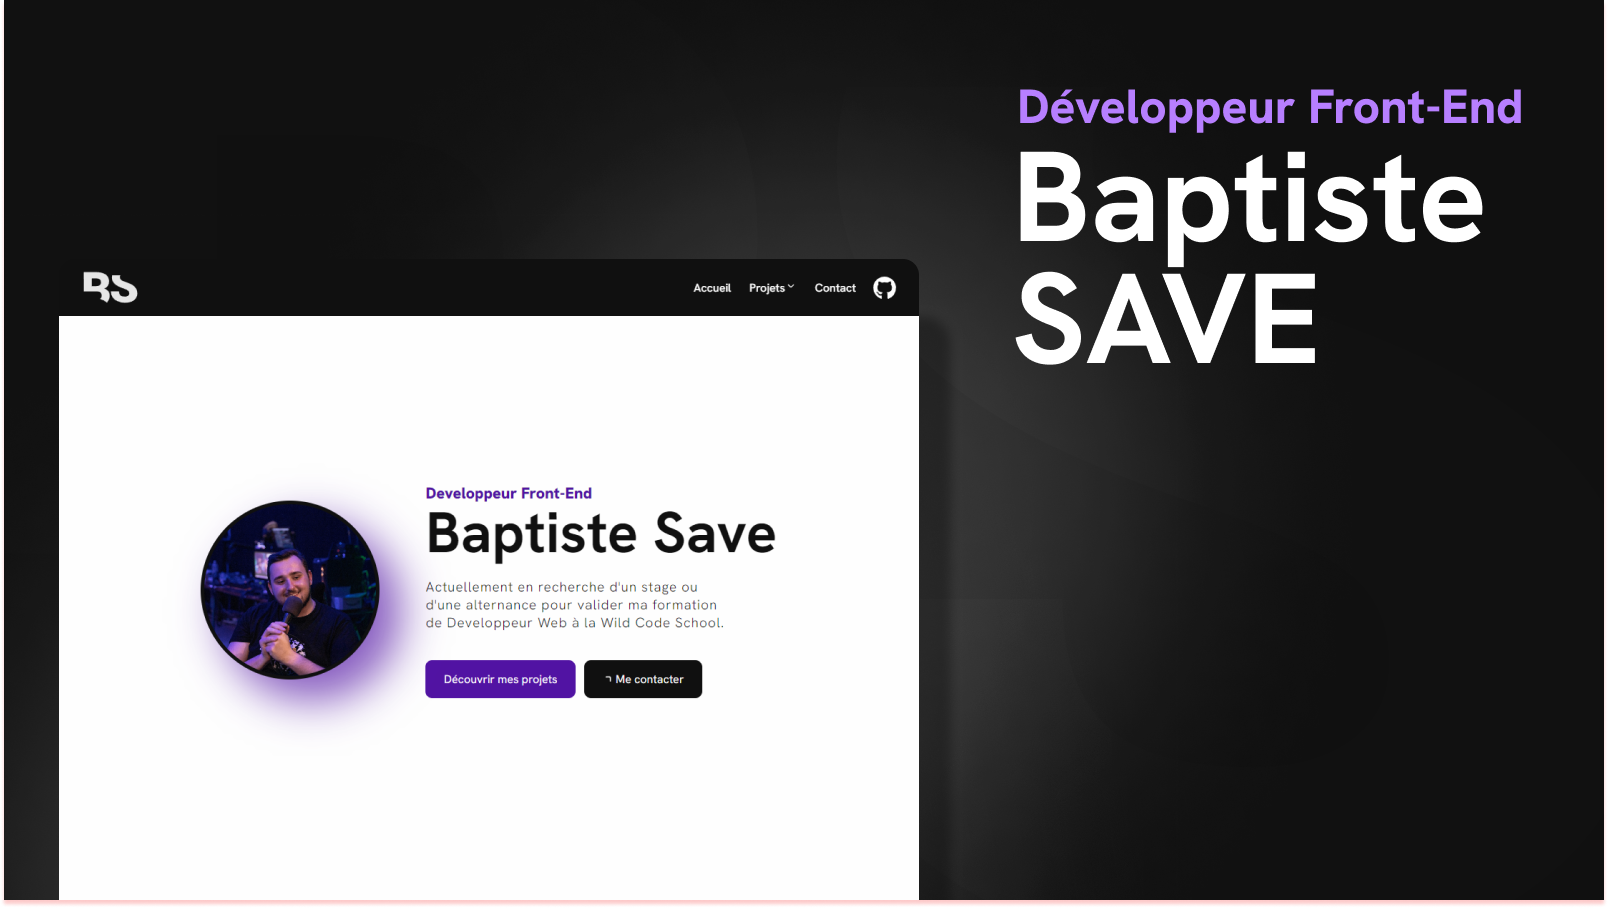 Développeur Front-End
Baptiste
SAVE
BS
Accueil Projets Contact
Developpeur Front-End
Baptiste Save
Actuellement en recherche d'un stage ou
d'une alternance pour valider ma formation
de Developpeur Web à la Wild Code School.
Découvrir mes projets Me contacter